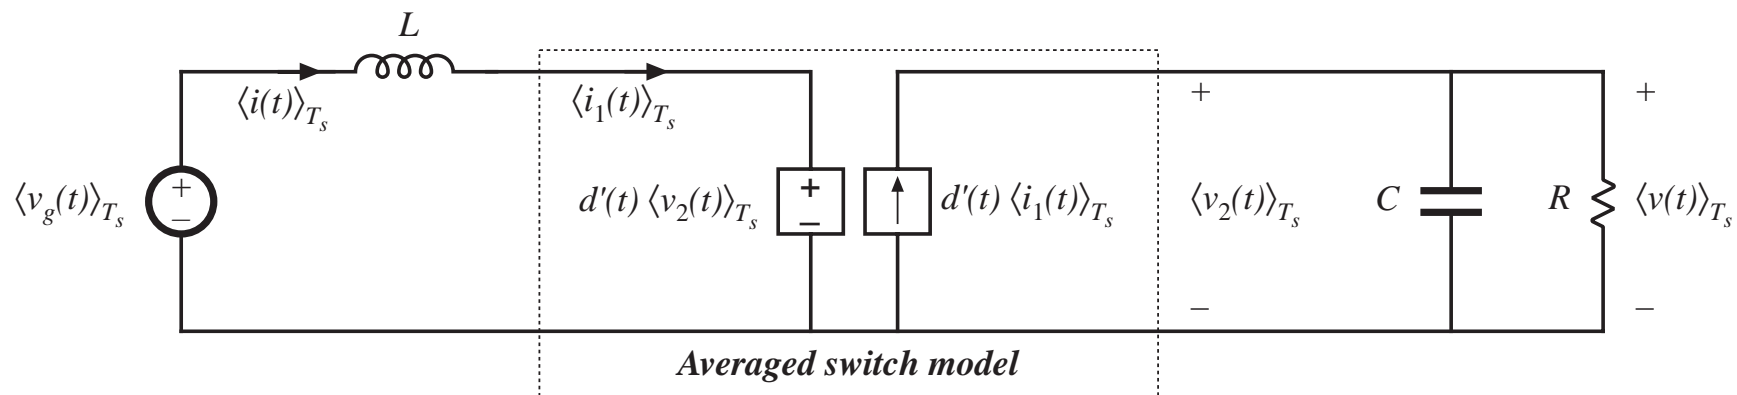 L
⟨i(t)⟩_{T_s}
⟨i_1(t)⟩_{T_s}
+
+
⟨v_g(t)⟩_{T_s}
+
−
d′(t) ⟨v_2(t)⟩_{T_s}
+
−
d′(t) ⟨i_1(t)⟩_{T_s}
⟨v_2(t)⟩_{T_s}
C
R
⟨v(t)⟩_{T_s}
−
−
Averaged switch model